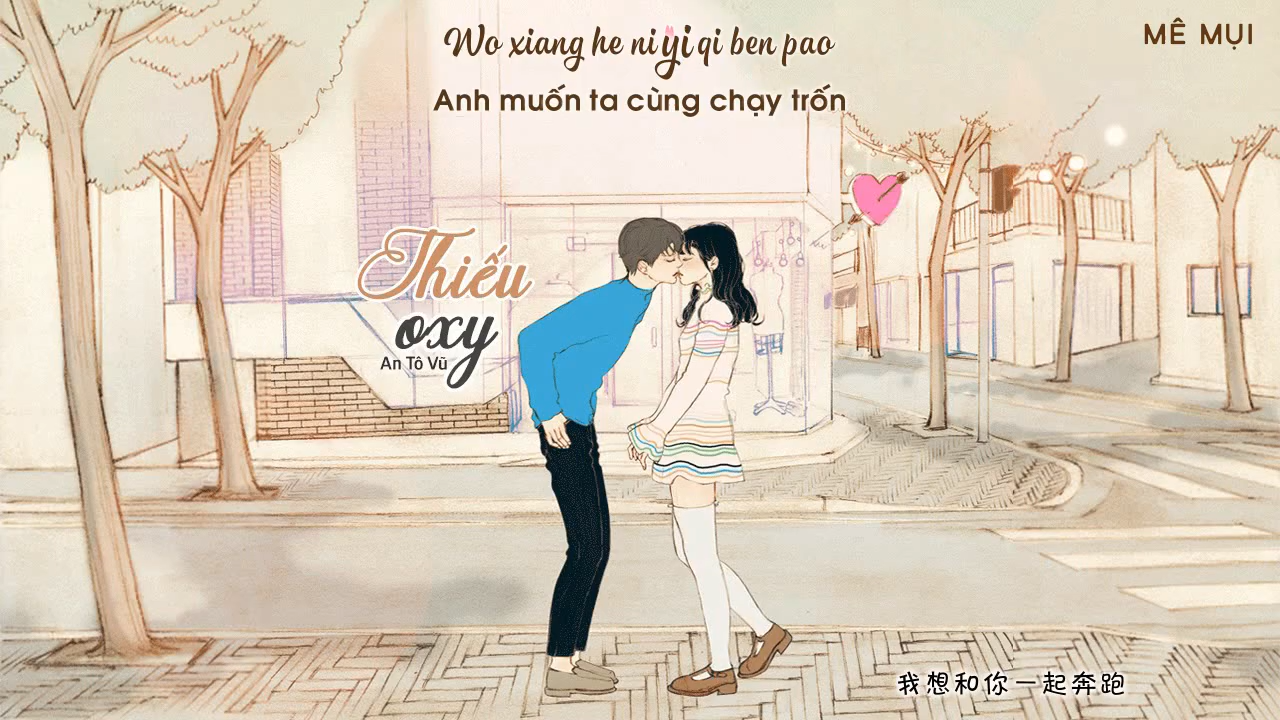 Wo xiang he ni yi qi ben pao
MÊ MỤI
Anh muốn ta cùng chạy trốn
Thiếu
oxy
An Tô Vũ
我想和你一起奔跑